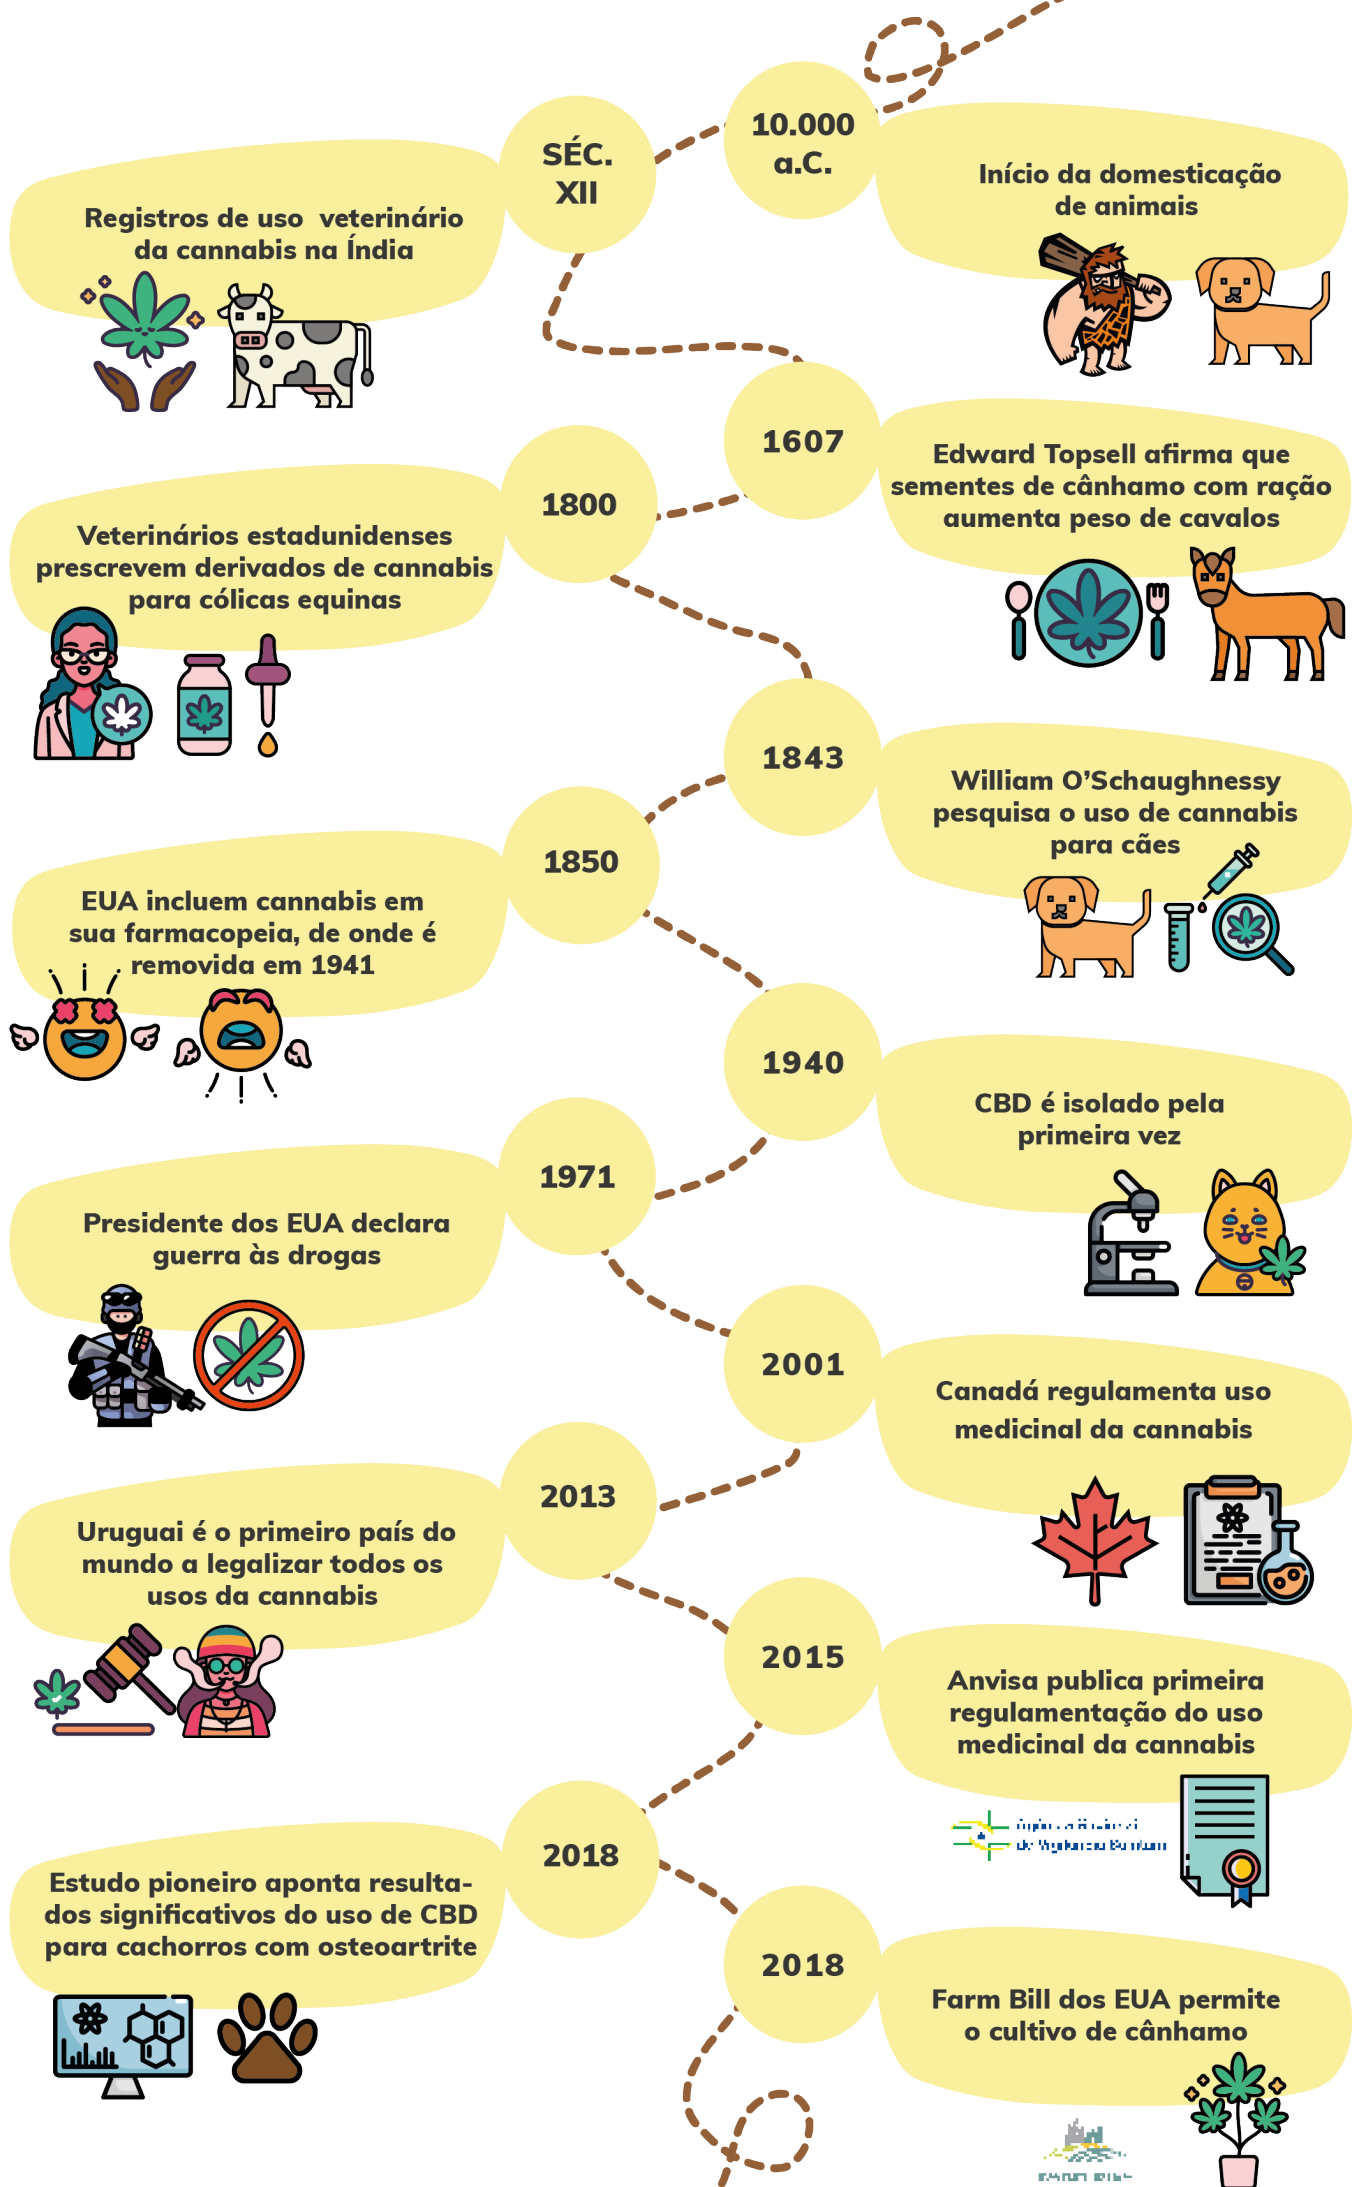 10.000
a.C.
Início da domesticação
de animais
SÉC.
XII
Registros de uso veterinário
da cannabis na Índia
1607
Edward Topsell afirma que
sementes de cânhamo com ração
aumenta peso de cavalos
1800
Veterinários estadunidenses
prescrevem derivados de cannabis
para cólicas equinas
1843
William O’Schaughnessy
pesquisa o uso de cannabis
para cães
1850
EUA incluem cannabis em
sua farmacopeia, de onde é
removida em 1941
1940
CBD é isolado pela
primeira vez
1971
Presidente dos EUA declara
guerra às drogas
2001
Canadá regulamenta uso
medicinal da cannabis
2013
Uruguai é o primeiro país do
mundo a legalizar todos os
usos da cannabis
2015
Anvisa publica primeira
regulamentação do uso
medicinal da cannabis
2018
Estudo pioneiro aponta resulta-
dos significativos do uso de CBD
para cachorros com osteoartrite
2018
Farm Bill dos EUA permite
o cultivo de cânhamo